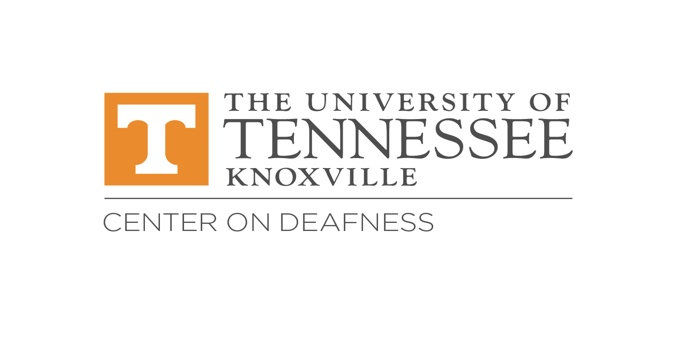 T
THE UNIVERSITY OF
TENNESSEE
KNOXVILLE
CENTER ON DEAFNESS